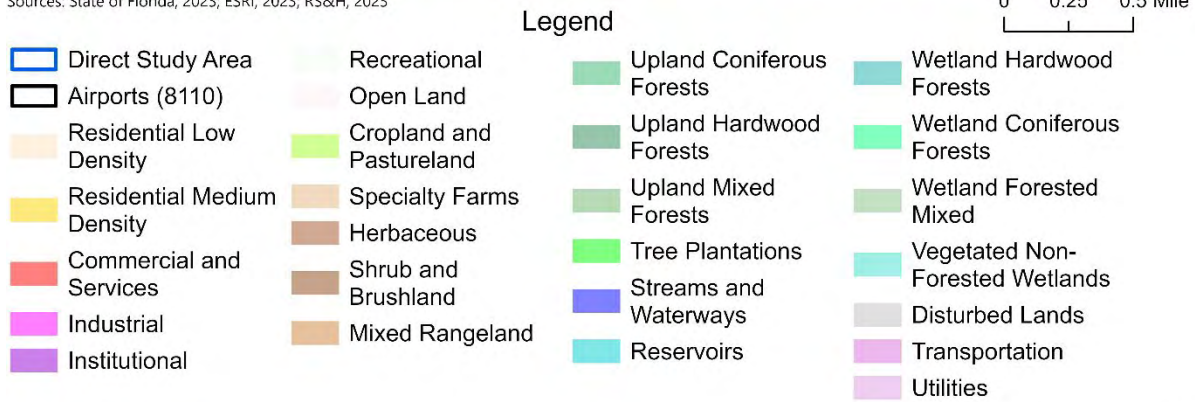 Sources: State of Florida, 2023; ESRI, 2023; RS&H, 2023
0 0.25 0.5 Mile
Legend
Direct Study Area
Airports (8110)
Residential Low
Density
Residential Medium
Density
Commercial and
Services
Industrial
Institutional
Recreational
Open Land
Cropland and
Pastureland
Specialty Farms
Herbaceous
Shrub and
Brushland
Mixed Rangeland
Upland Coniferous
Forests
Upland Hardwood
Forests
Upland Mixed
Forests
Tree Plantations
Streams and
Waterways
Reservoirs
Wetland Hardwood
Forests
Wetland Coniferous
Forests
Wetland Forested
Mixed
Vegetated Non-
Forested Wetlands
Disturbed Lands
Transportation
Utilities